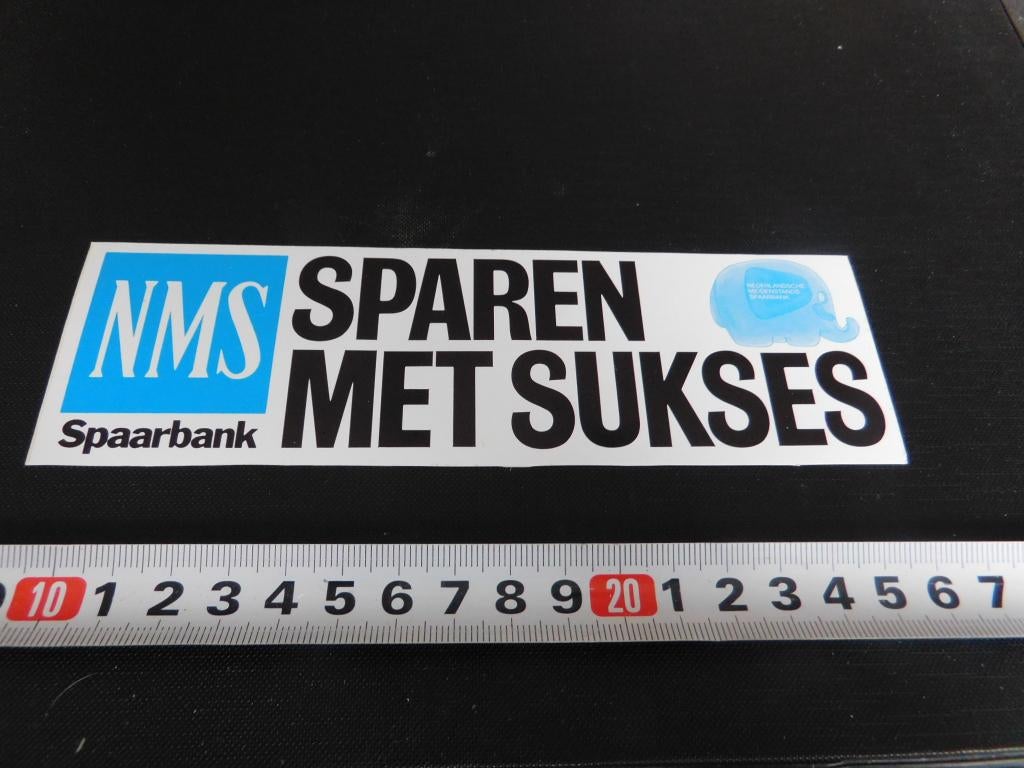 NMS
Spaarbank
SPAREN
MET SUKSES
NEDERLANDSCHE
MIDDENSTANDS
SPAARBANK
10 1 2 3 4 5 6 7 8 9 20 1 2 3 4 5 6 7